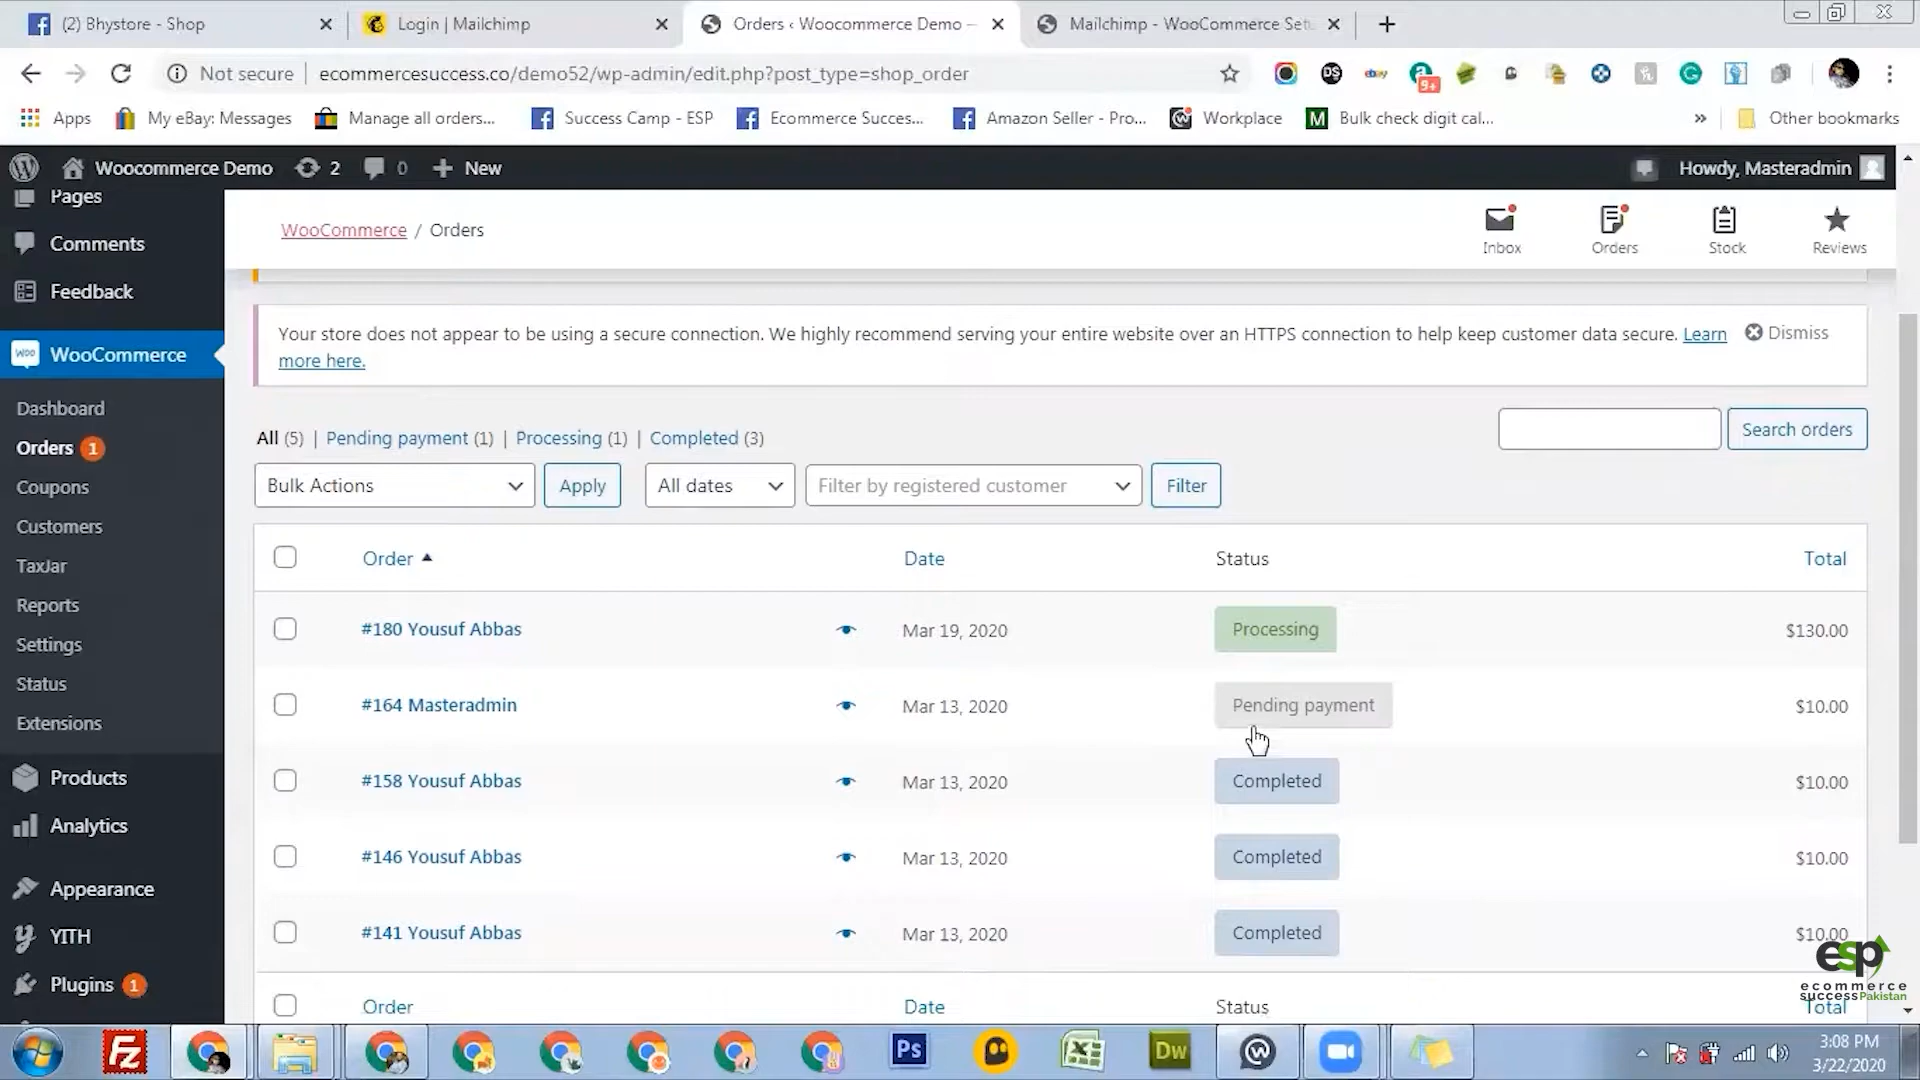 (2) Bhystore - Shop
Login | Mailchimp
Orders ‹ Woocommerce Demo —
Mailchimp - WooCommerce Set
Not secure
ecommercesuccess.co/demo52/wp-admin/edit.php?post_type=shop_order
9+
Apps
My eBay: Messages
Manage all orders...
Success Camp - ESP
Ecommerce Succes...
Amazon Seller - Pro...
Workplace
Bulk check digit cal...
»
Other bookmarks
Woocommerce Demo
2
0
New
Howdy, Masteradmin
Pages
Comments
Feedback
WooCommerce
Dashboard
Orders 1
Coupons
Customers
TaxJar
Reports
Settings
Status
Extensions
Products
Analytics
Appearance
YITH
Plugins 1
WooCommerce / Orders
Inbox
Orders
Stock
Reviews
Your store does not appear to be using a secure connection. We highly recommend serving your entire website over an HTTPS connection to help keep customer data secure. Learn
more here.
Dismiss
All (5) | Pending payment (1) | Processing (1) | Completed (3)
Search orders
Bulk Actions
Apply
All dates
Filter by registered customer
Filter
Order Date Status Total
#180 Yousuf Abbas Mar 19, 2020 Processing $130.00
#164 Masteradmin Mar 13, 2020 Pending payment $10.00
#158 Yousuf Abbas Mar 13, 2020 Completed $10.00
#146 Yousuf Abbas Mar 13, 2020 Completed $10.00
#141 Yousuf Abbas Mar 13, 2020 Completed $10.00
Order Date Status Total
esp
ecommerce
successPakistan
Fz
Ps
Dw
3:08 PM
3/22/2020